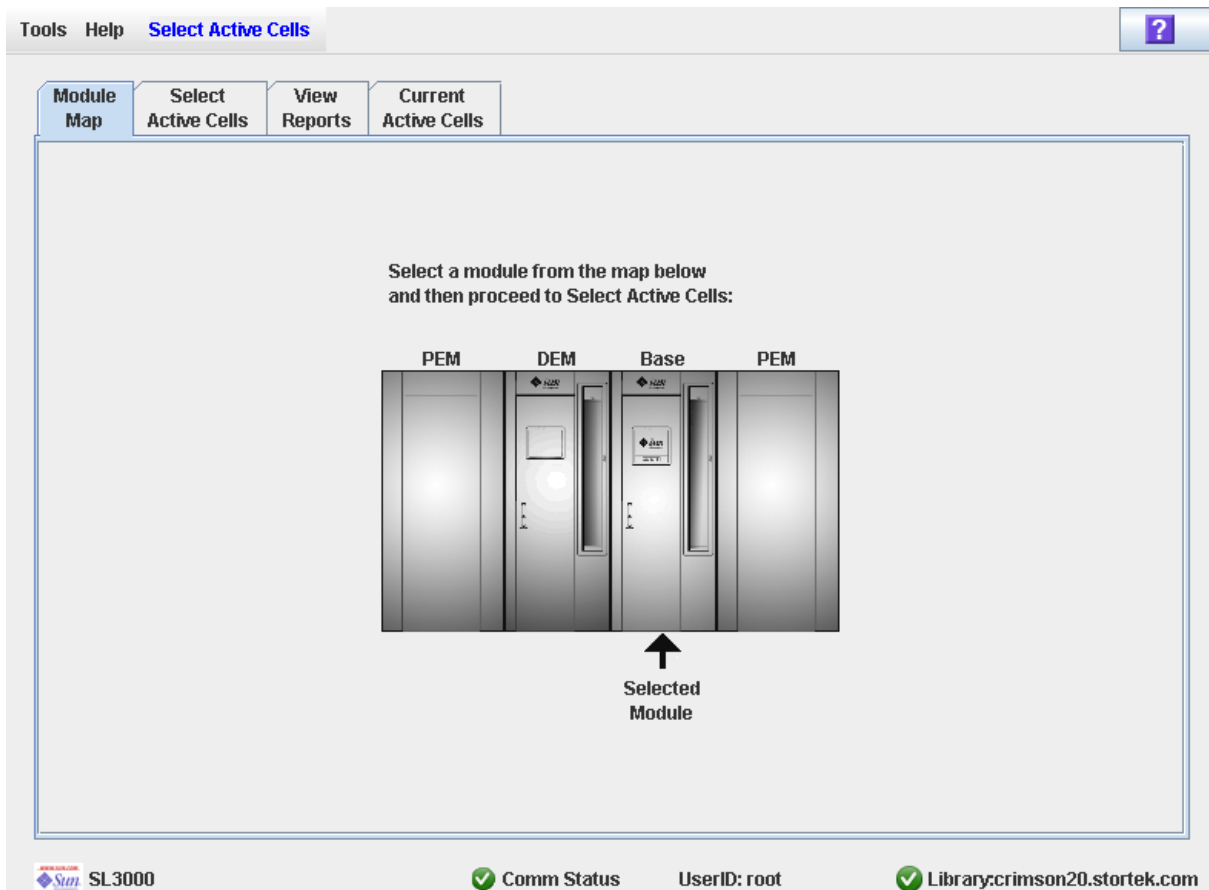 Tools Help Select Active Cells ?
Module Map
Select Active Cells
View Reports
Current Active Cells
Select a module from the map below
and then proceed to Select Active Cells:
PEM DEM Base PEM
Sun
Selected
Module
Sun SL3000 Comm Status UserID: root Library:crimson20.stortek.com